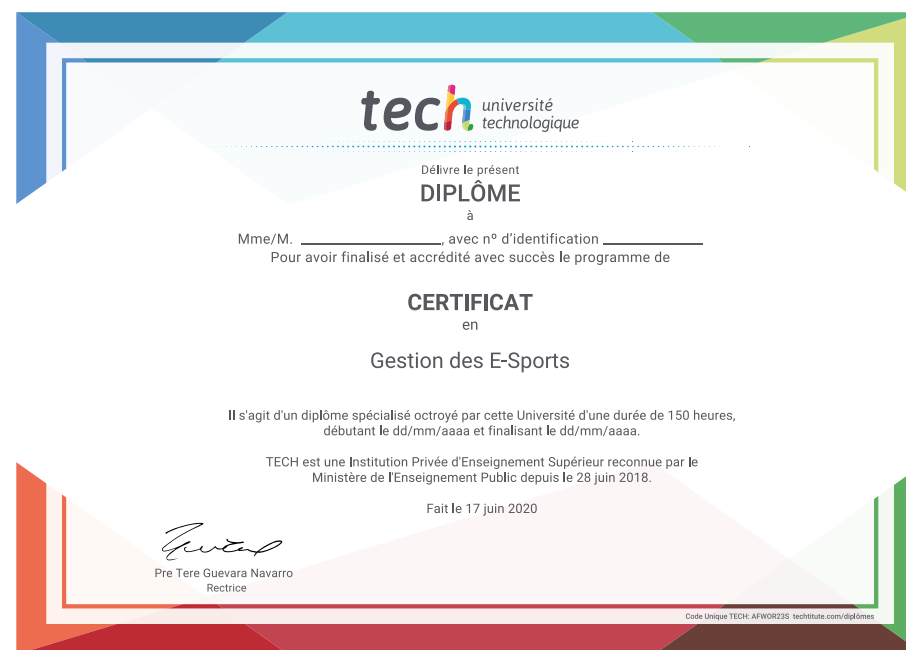 tech université
technologique
Délivre le présent
DIPLÔME
à
Mme/M. ____________________, avec nº d'identification ______________
Pour avoir finalisé et accrédité avec succès le programme de
CERTIFICAT
en
Gestion des E-Sports
Il s'agit d'un diplôme spécialisé octroyé par cette Université d'une durée de 150 heures,
débutant le dd/mm/aaaa et finalisant le dd/mm/aaaa.
TECH est une Institution Privée d'Enseignement Supérieur reconnue par le
Ministère de l'Enseignement Public depuis le 28 juin 2018.
Fait le 17 juin 2020
Pre Tere Guevara Navarro
Rectrice
Code Unique TECH: AFWOR23S techtitute.com/diplômes